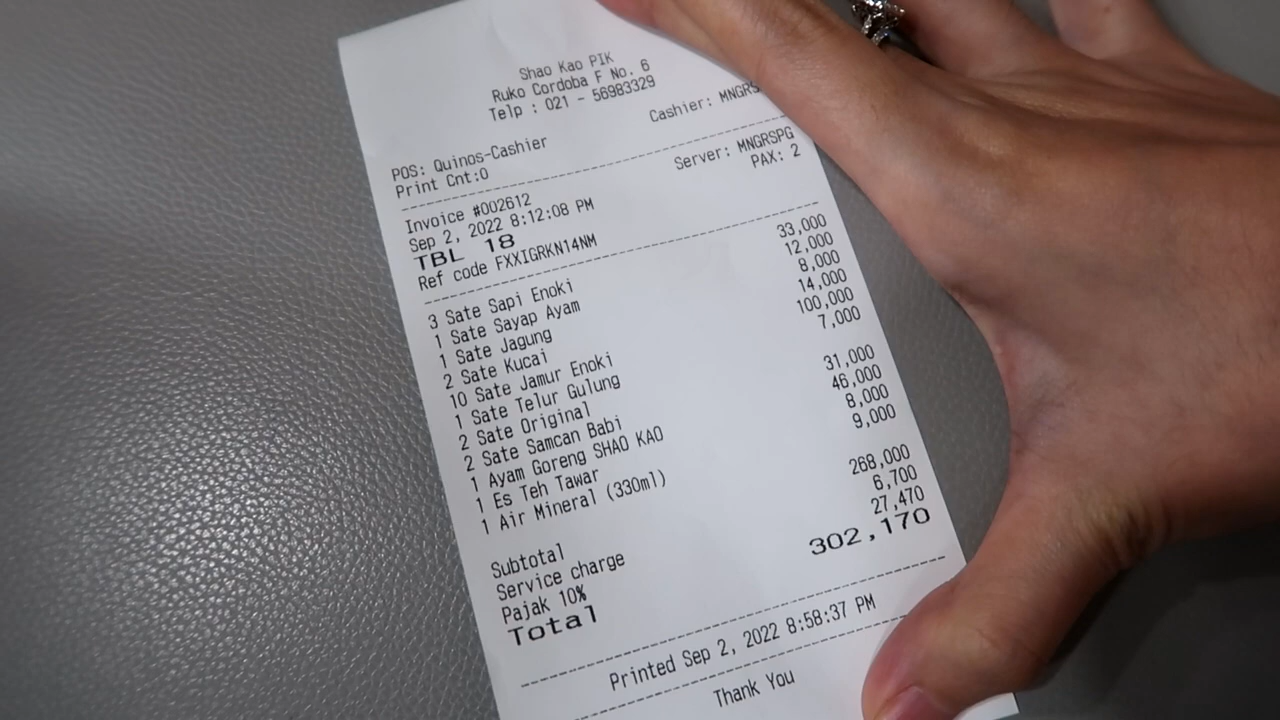 Shao Kao PIK
Ruko Cordoba F No. 6
Telp : 021 - 56983329
POS: Quinos-Cashier Cashier: MNGRS
Print Cnt:0
Invoice #002612 Server: MNGRSPG
Sep 2, 2022 8:12:08 PM PAX: 2
TBL 18
Ref code FXXIGRKN14NM
3 Sate Sapi Enoki 33,000
1 Sate Sayap Ayam 12,000
1 Sate Jagung 8,000
2 Sate Kucai 14,000
10 Sate Jamur Enoki 100,000
1 Sate Telur Gulung 7,000
2 Sate Original
2 Sate Samcan Babi 31,000
1 Ayam Goreng SHAO KAO 46,000
1 Es Teh Tawar 8,000
1 Air Mineral (330ml) 9,000
Subtotal 268,000
Service charge 6,700
Pajak 10% 27,470
Total 302,170
Printed Sep 2, 2022 8:58:37 PM
Thank You